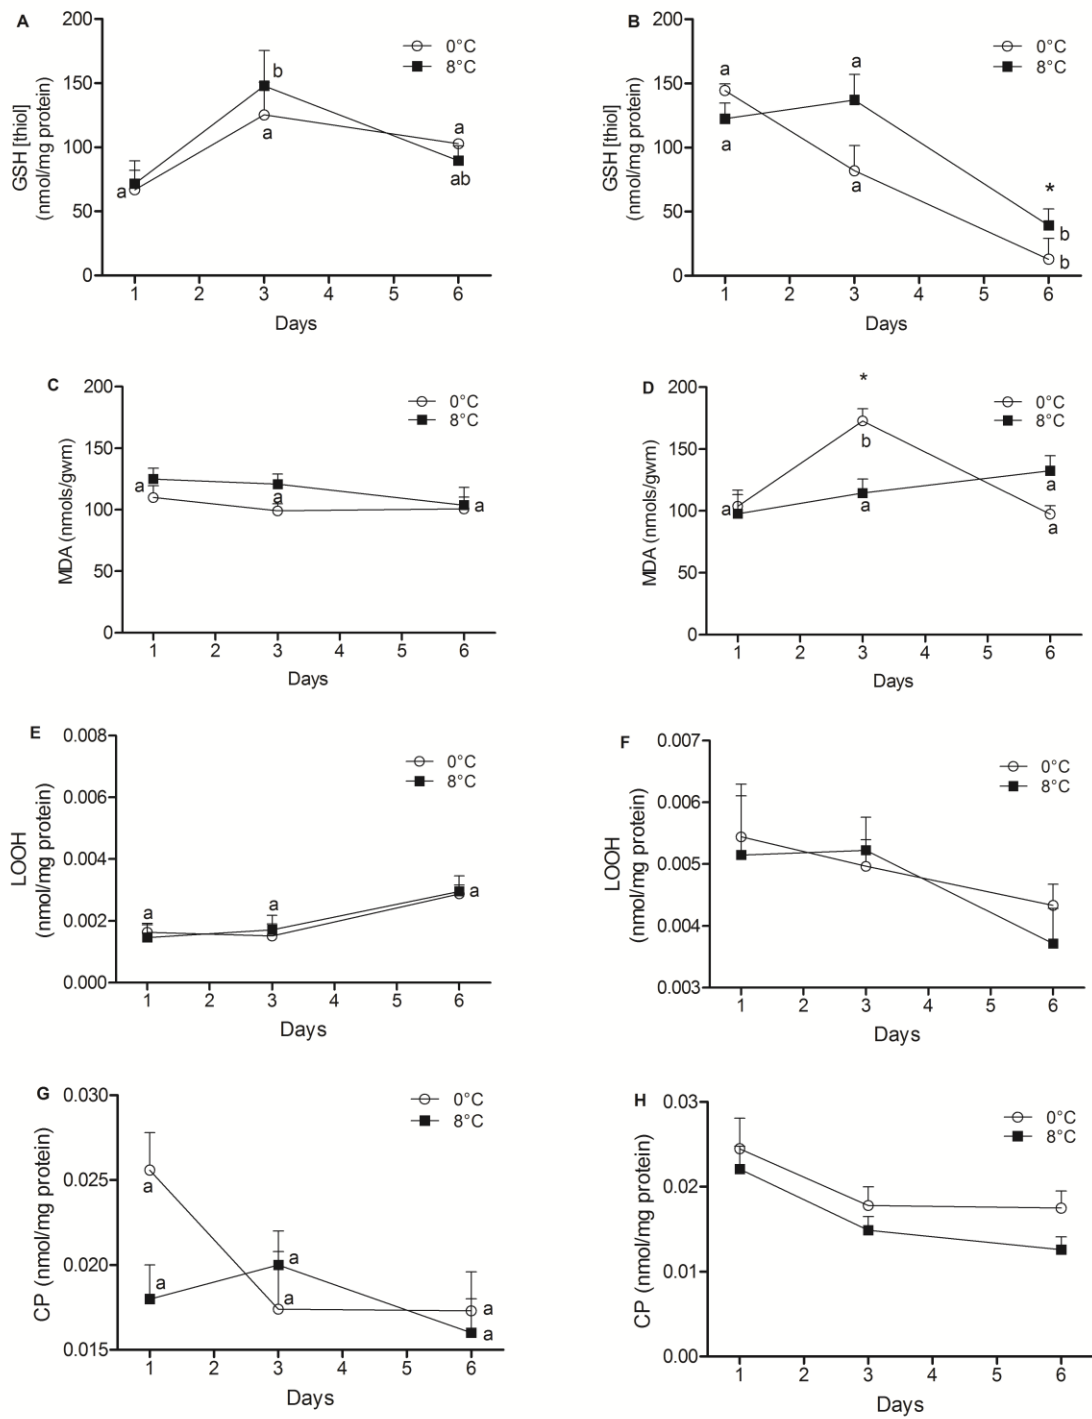 A
200
150
100
50
0
GSH [thiol]
(nmol/mg protein)
0°C
8°C
a
b
a
a
ab
1 2 3 4 5 6
Days
B
200
150
100
50
0
GSH [thiol]
(nmol/mg protein)
0°C
8°C
a
a
a
a
*
b
b
1 2 3 4 5 6
Days
C
200
150
100
50
0
MDA (nmols/gwm)
0°C
8°C
a
a
a
1 2 3 4 5 6
Days
D
200
150
100
50
0
MDA (nmols/gwm)
0°C
8°C
*
b
a
a
a
a
1 2 3 4 5 6
Days
E
0.008
0.006
0.004
0.002
0.000
LOOH
(nmol/mg protein)
0°C
8°C
a
a
a
1 2 3 4 5 6
Days
F
0.007
0.006
0.005
0.004
0.003
LOOH
(nmol/mg protein)
0°C
8°C
1 2 3 4 5 6
Days
G
0.030
0.025
0.020
0.015
CP (nmol/mg protein)
0°C
8°C
a
a
a
a
a
a
1 2 3 4 5 6
Days
H
0.03
0.02
0.01
0.00
CP (nmol/mg protein)
0°C
8°C
1 2 3 4 5 6
Days